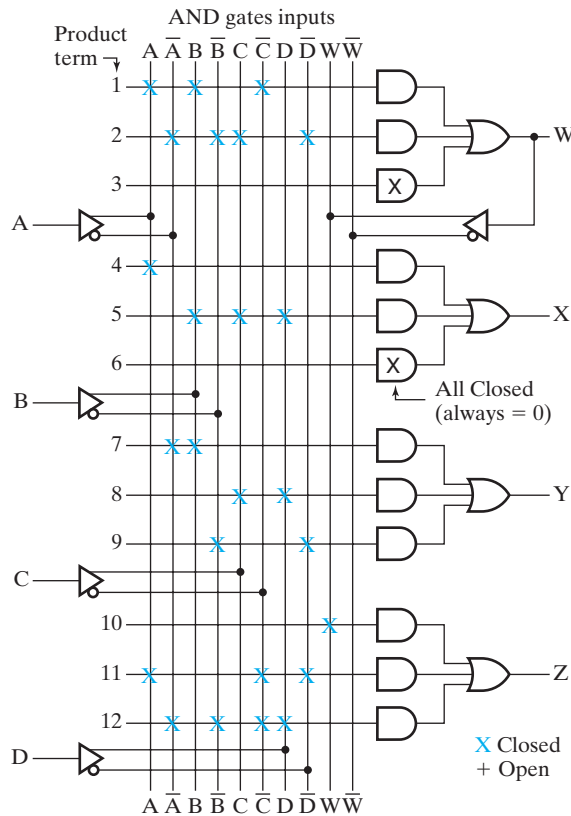 AND gates inputs
Product term
A A̅ B B̅ C C̅ D D̅ W W̅
1 X X X
W
2 X X X X
3 X
A
4 X
5 X X X
X
6 X
B
All Closed
(always = 0)
7 X X
8 X X
Y
9 X X
C
10 X
11 X X X
Z
12 X X X X
X Closed
+ Open
D
A A̅ B B̅ C C̅ D D̅ W W̅